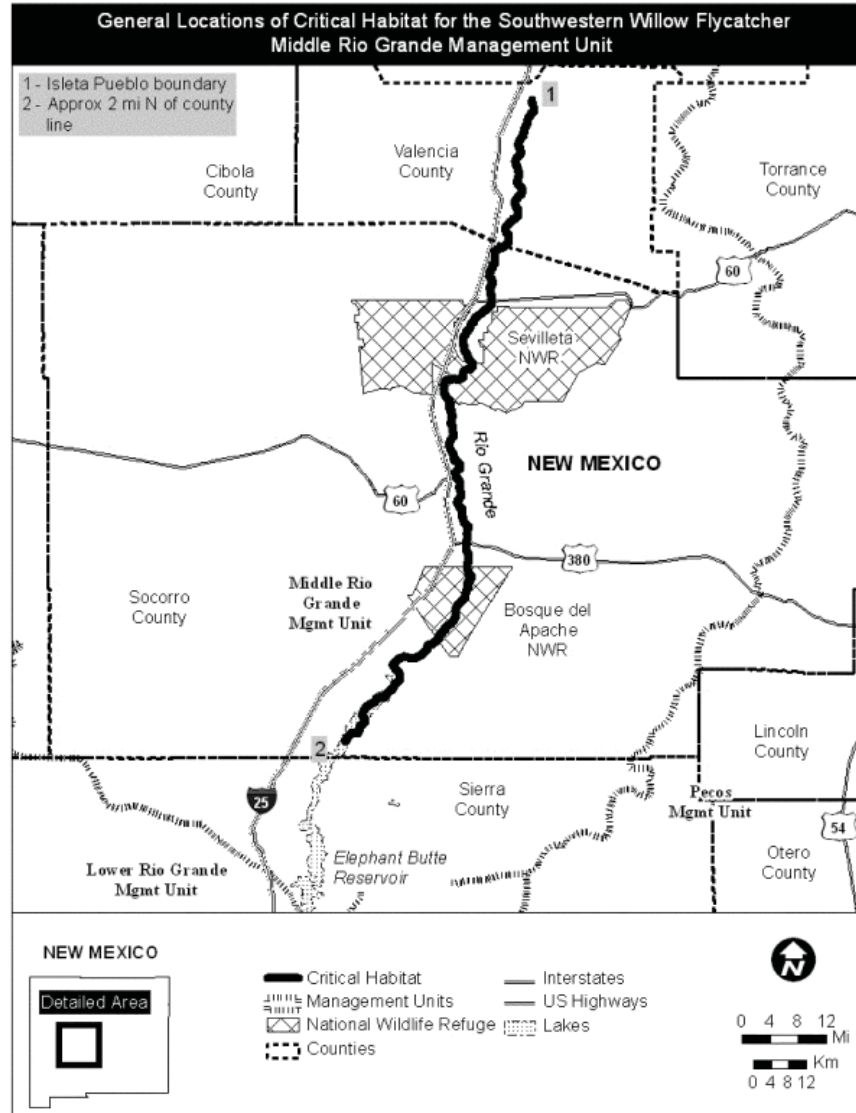 General Locations of Critical Habitat for the Southwestern Willow Flycatcher
Middle Rio Grande Management Unit
1 - Isleta Pueblo boundary
2 - Approx 2 mi N of county
line
1
Cibola
County
Valencia
County
Torrance
County
60
Sevilleta
NWR
Rio Grande
NEW MEXICO
60
380
Socorro
County
Middle Rio
Grande
Mgmt Unit
Bosque del
Apache
NWR
2
Lincoln
County
25
Sierra
County
Pecos
Mgmt Unit
54
Lower Rio Grande
Mgmt Unit
Elephant Butte
Reservoir
Otero
County
NEW MEXICO
Detailed Area
Critical Habitat
Management Units
National Wildlife Refuge
Counties
Interstates
US Highways
Lakes
N
0 4 8 12
Mi
Km
0 4 8 12